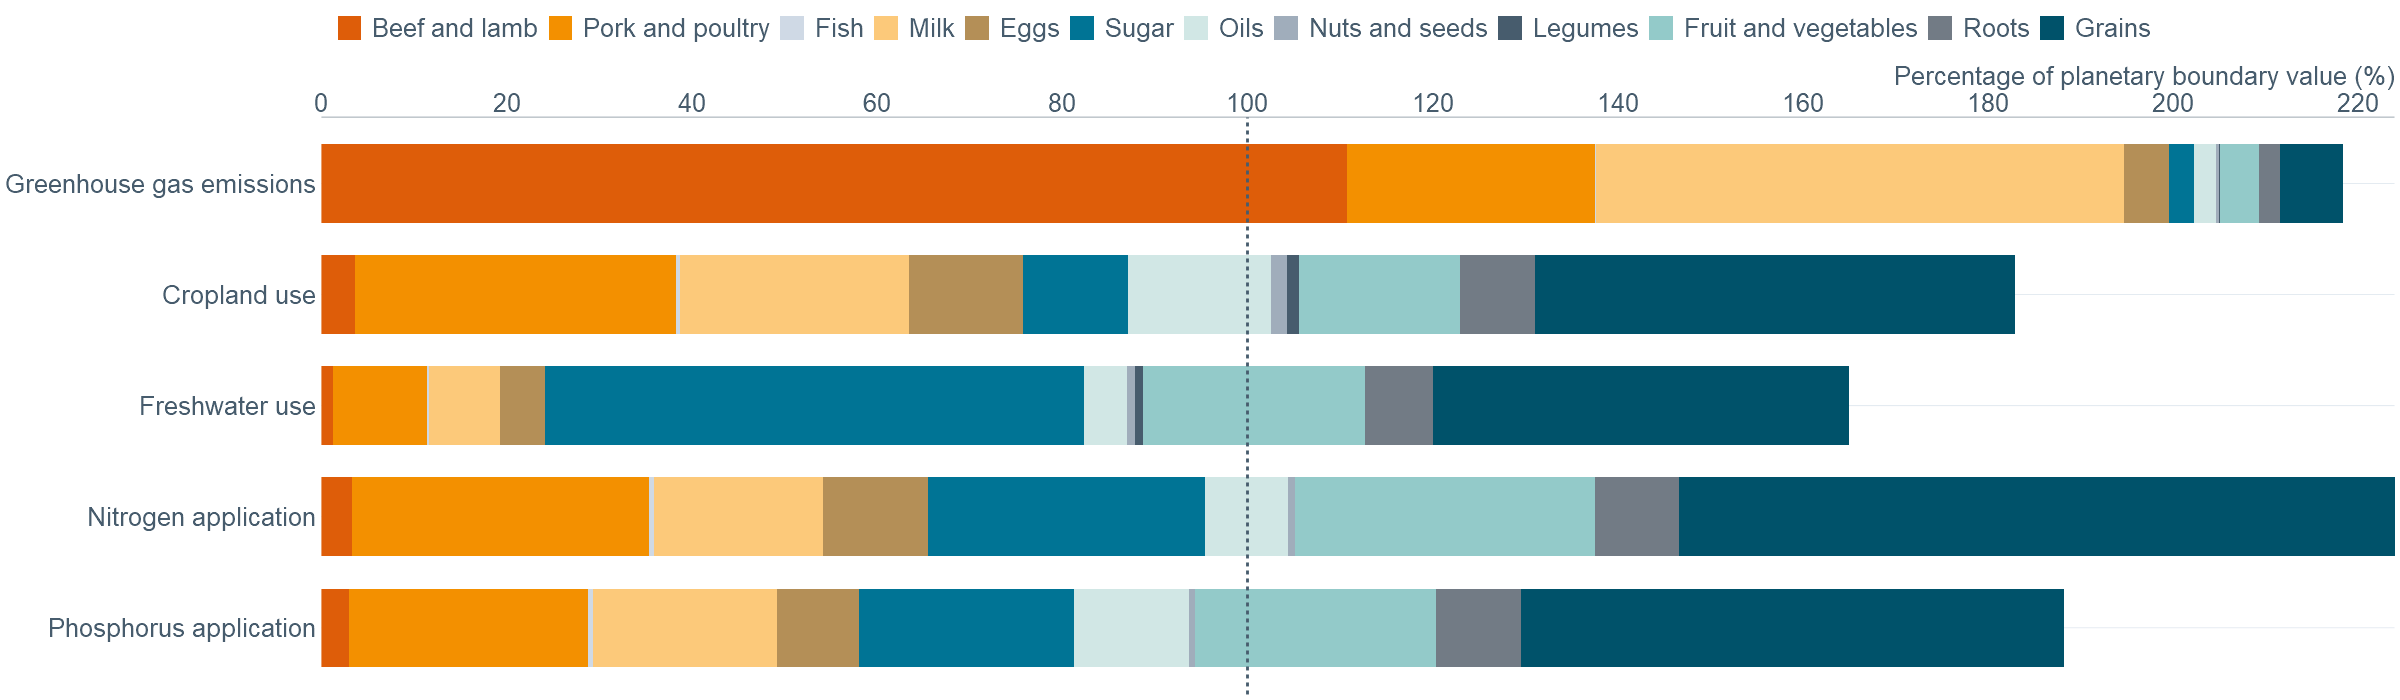 Beef and lamb Pork and poultry Fish Milk Eggs Sugar Oils Nuts and seeds Legumes Fruit and vegetables Roots Grains
Percentage of planetary boundary value (%)
0 20 40 60 80 100 120 140 160 180 200 220
Greenhouse gas emissions
Cropland use
Freshwater use
Nitrogen application
Phosphorus application